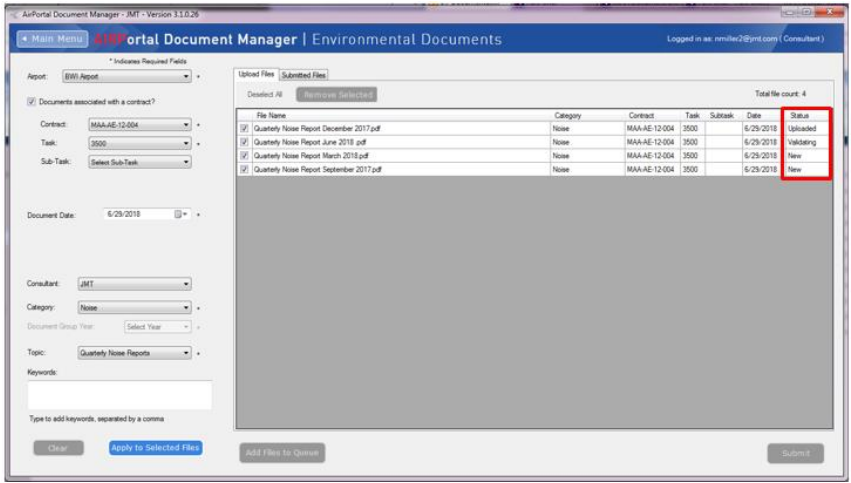 AirPortal Document Manager - JMT - Version 3.1.0.26
Main Menu AIRPortal Document Manager | Environmental Documents Logged in as: nmiller2@jmt.com ( Consultant )
* Indicates Required Fields
Airport: BWI Airport *
Documents associated with a contract?
Contract: MAA-AE-12-004 *
Task: 3500 *
Sub-Task: Select Sub-Task
Document Date: 6/29/2018 *
Consultant: JMT
Category: Noise *
Document Group Year: Select Year *
Topic: Quarterly Noise Reports *
Keywords:
Type to add keywords, separated by a comma
Clear Apply to Selected Files
Upload Files Submitted Files
Deselect All Remove Selected Total file count: 4
File Name Category Contract Task Subtask Date Status
Quarterly Noise Report December 2017.pdf Noise MAA-AE-12-004 3500 6/29/2018 Uploaded
Quarterly Noise Report June 2018 .pdf Noise MAA-AE-12-004 3500 6/29/2018 Validating
Quarterly Noise Report March 2018.pdf Noise MAA-AE-12-004 3500 6/29/2018 New
Quarterly Noise Report September 2017.pdf Noise MAA-AE-12-004 3500 6/29/2018 New
Add Files to Queue Submit